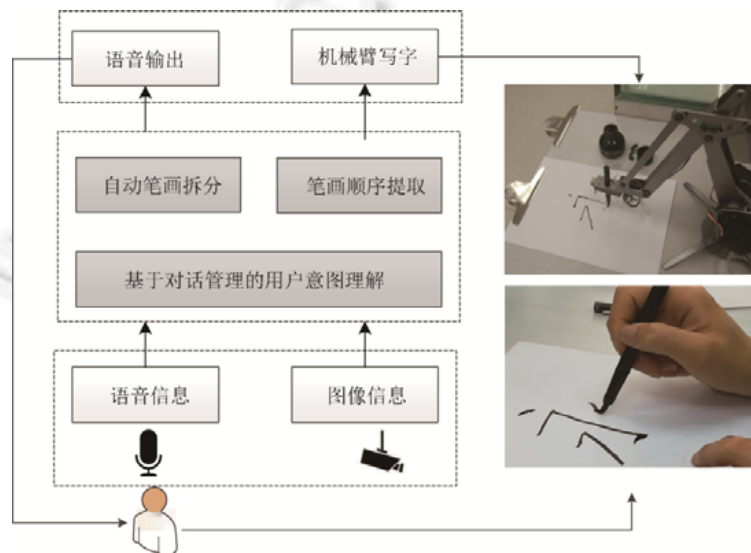 语音输出
机械臂写字
自动笔画拆分
笔画顺序提取
基于对话管理的用户意图理解
语音信息
图像信息